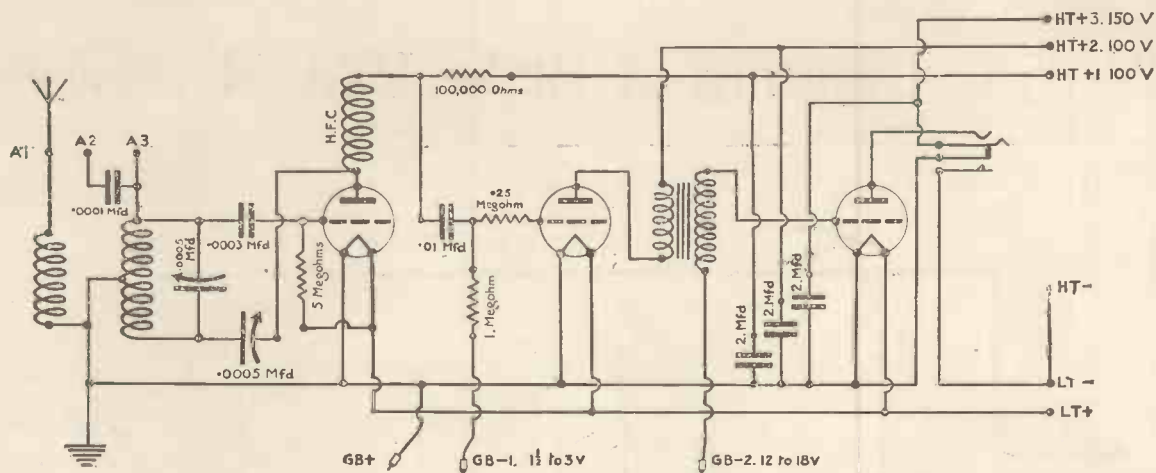 HT+3. 150 V
HT+2. 100 V
HT+1 100 V
100,000 Ohms
H.F.C
A1
A2
A3
·0001 Mfd
·0005 Mfd
·0003 Mfd
·0005 Mfd
5 Megohms
·01 Mfd
·25
Megohm
1. Megohm
2. Mfd
2. Mfd
2. Mfd
HT-
LT-
LT+
GB+
GB-1. 1½ to 3V
GB-2. 12 to 18V